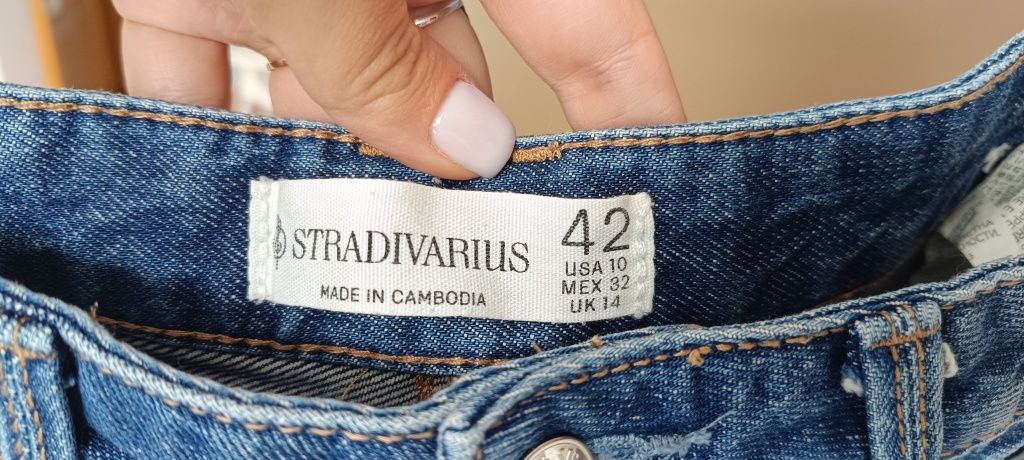 STRADIVARIUS
MADE IN CAMBODIA
42
USA 10
MEX 32
UK 14